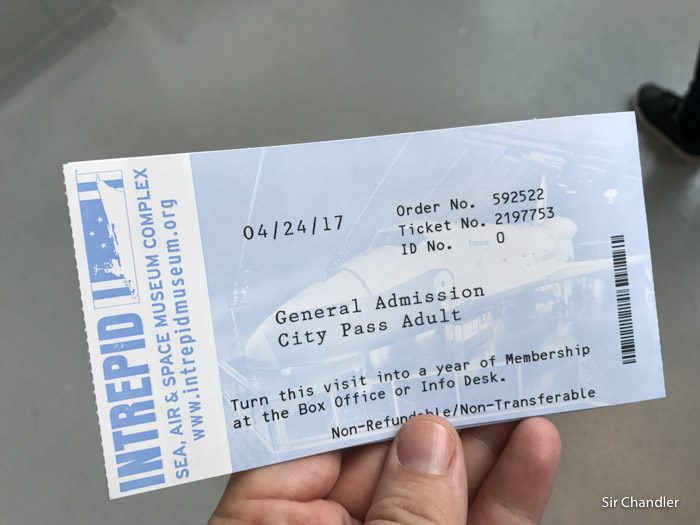 INTREPID
SEA, AIR & SPACE MUSEUM COMPLEX
www.intrepidmuseum.org
04/24/17
Order No. 592522
Ticket No. 2197753
ID No. 0
General Admission
City Pass Adult
Turn this visit into a year of Membership
at the Box Office or Info Desk.
Non-Refundable/Non-Transferable
Sir Chandler